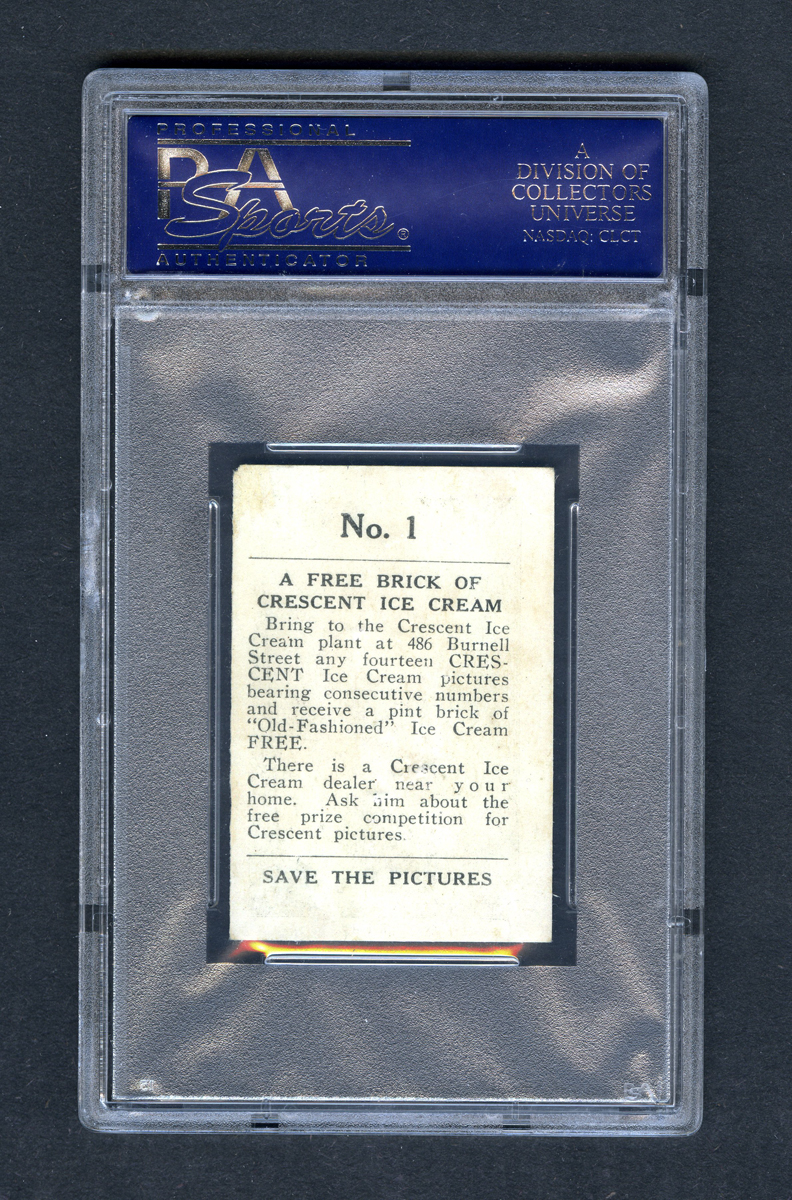 PROFESSIONAL
PSA
Sports®
AUTHENTICATOR
A
DIVISION OF
COLLECTORS
UNIVERSE
NASDAQ: CLCT
No. 1
A FREE BRICK OF
CRESCENT ICE CREAM
Bring to the Crescent Ice
Cream plant at 486 Burnell
Street any fourteen CRES-
CENT Ice Cream pictures
bearing consecutive numbers
and receive a pint brick of
"Old-Fashioned" Ice Cream
FREE.
There is a Crescent Ice
Cream dealer near your
home. Ask him about the
free prize competition for
Crescent pictures.
SAVE THE PICTURES
PSA